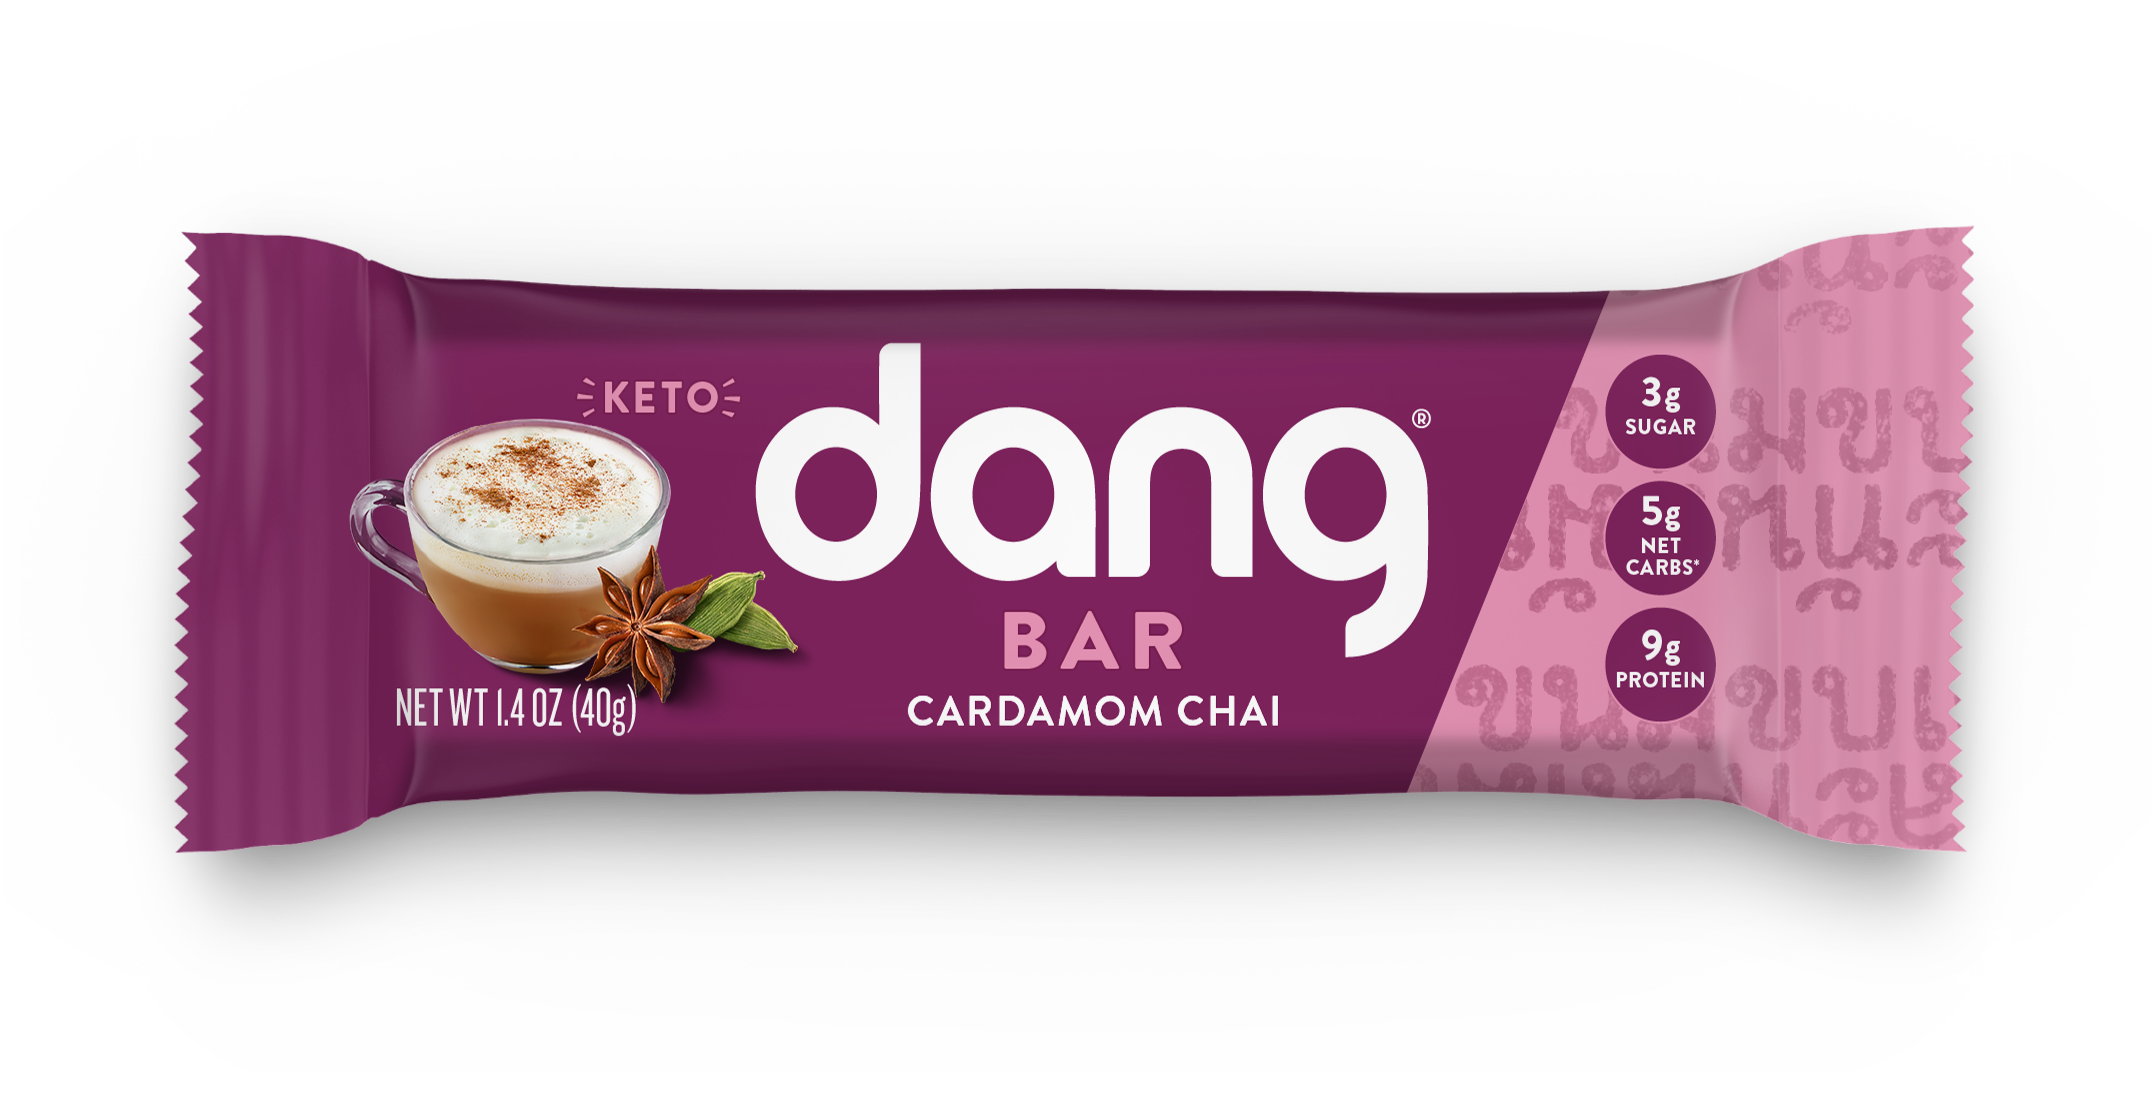 KETO
dang®
BAR
CARDAMOM CHAI
NET WT 1.4 OZ (40g)
3g
SUGAR
5g
NET
CARBS*
9g
PROTEIN